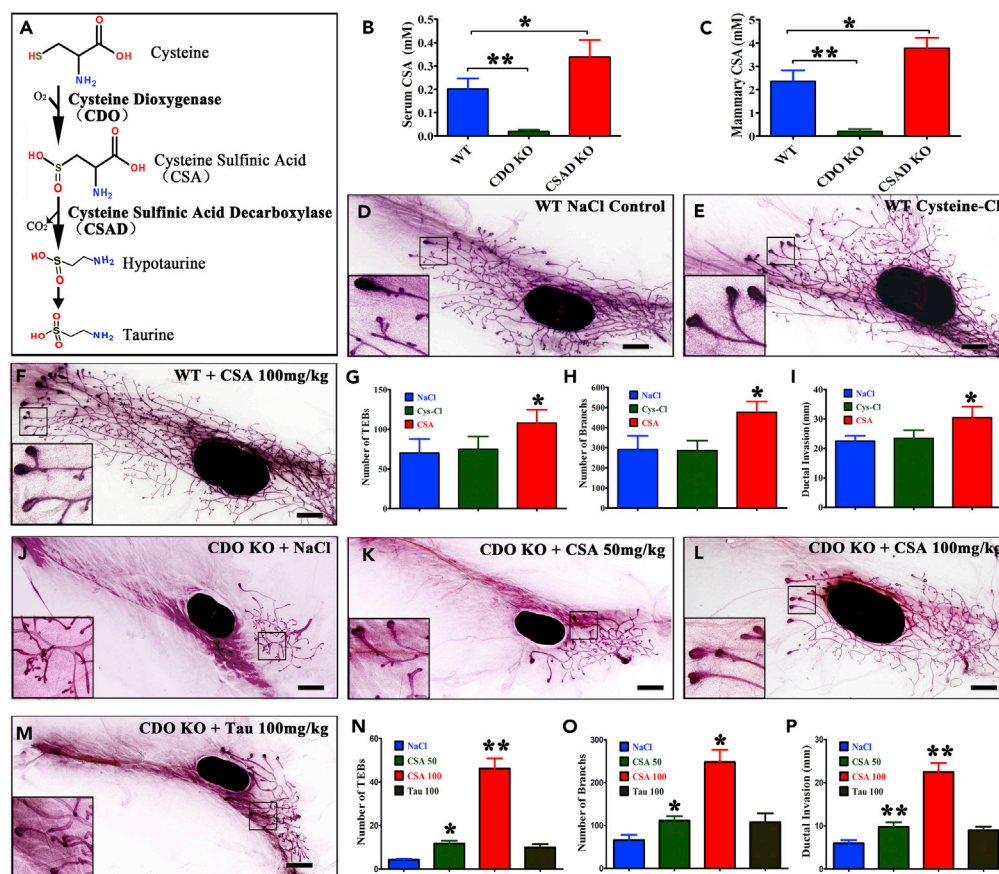 A
SH
O
OH
NH2
Cysteine
O2
Cysteine Dioxygenase
(CDO)
HO
S
O
O
OH
NH2
Cysteine Sulfinic Acid
(CSA)
Cysteine Sulfinic Acid Decarboxylase
(CSAD)
CO2
HO
S
O
NH2
Hypotaurine
O
HO
S
O
NH2
Taurine
B
Serum CSA (mM)
0.6
0.4
0.2
0.0
*
**
WT
CDO KO
CSAD KO
C
Mammary CSA (mM)
5
4
3
2
1
0
*
**
WT
CDO KO
CSAD KO
D
WT NaCl Control
E
WT Cysteine-Cl
F
WT + CSA 100mg/kg
G
Number of TEBs
150
100
50
0
NaCl
Cys-Cl
CSA
*
H
Number of Branchs
600
500
400
300
200
100
0
NaCl
Cys-Cl
CSA
*
I
Ductal Invasion (mm)
40
30
20
10
0
NaCl
Cys-Cl
CSA
*
J
CDO KO + NaCl
K
CDO KO + CSA 50mg/kg
L
CDO KO + CSA 100mg/kg
M
CDO KO + Tau 100mg/kg
N
Number of TEBs
60
40
20
0
NaCl
CSA 50
CSA 100
Tau 100
*
**
O
Number of Branchs
300
200
100
0
NaCl
CSA 50
CSA 100
Tau 100
*
*
P
Ductal Invasion (mm)
30
20
10
0
NaCl
CSA 50
CSA 100
Tau 100
**
**